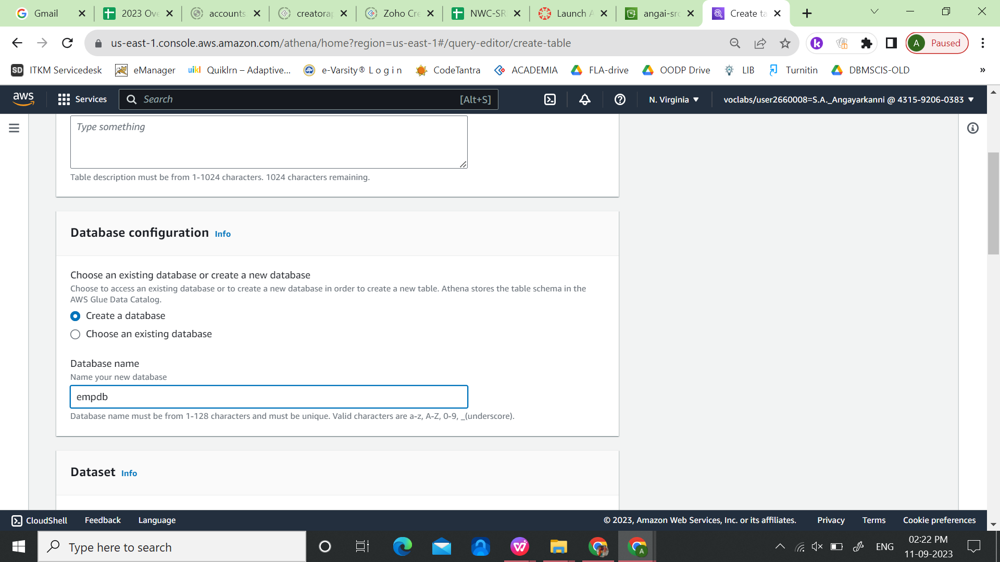 Gmail
2023 Ove
accounts
creatorap
Zoho Cre
NWC-SR
Launch A
angai-src
Create ta
us-east-1.console.aws.amazon.com/athena/home?region=us-east-1#/query-editor/create-table
A Paused
SD ITKM Servicedesk
eManager
uikl Quiklrn – Adaptive...
e-Varsity® L o g i n
CodeTantra
ACADEMIA
FLA-drive
OODP Drive
LIB
Turnitin
DBMSCIS-OLD
»
aws
Services
Search
[Alt+S]
N. Virginia
voclabs/user2660008=S.A._Angayarkanni @ 4315-9206-0383
Type something
Table description must be from 1-1024 characters. 1024 characters remaining.
Database configuration Info
Choose an existing database or create a new database
Choose to access an existing database or to create a new database in order to create a new table. Athena stores the table schema in the
AWS Glue Data Catalog.
Create a database
Choose an existing database
Database name
Name your new database
empdb
Database name must be from 1-128 characters and must be unique. Valid characters are a-z, A-Z, 0-9, _(underscore).
Dataset Info
CloudShell
Feedback
Language
© 2023, Amazon Web Services, Inc. or its affiliates.
Privacy
Terms
Cookie preferences
Type here to search
A
ENG
02:22 PM
11-09-2023